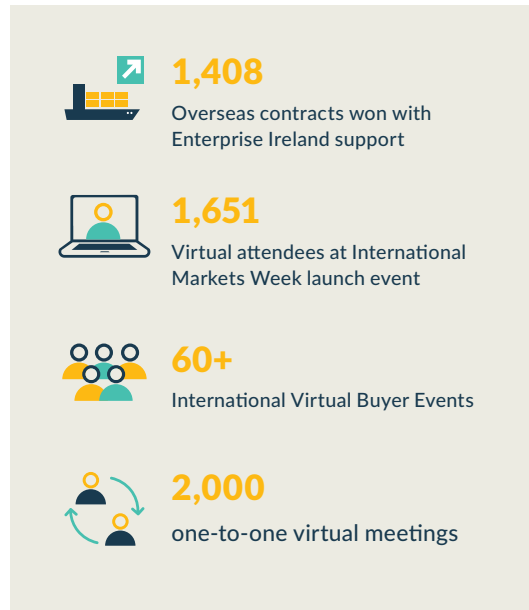 1,408
Overseas contracts won with
Enterprise Ireland support
1,651
Virtual attendees at International
Markets Week launch event
60+
International Virtual Buyer Events
2,000
one-to-one virtual meetings